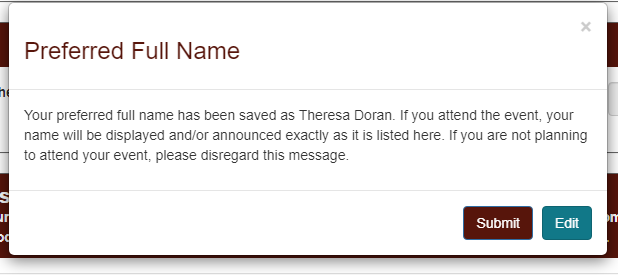 ×
Preferred Full Name
Your preferred full name has been saved as Theresa Doran. If you attend the event, your
name will be displayed and/or announced exactly as it is listed here. If you are not planning
to attend your event, please disregard this message.
Submit Edit